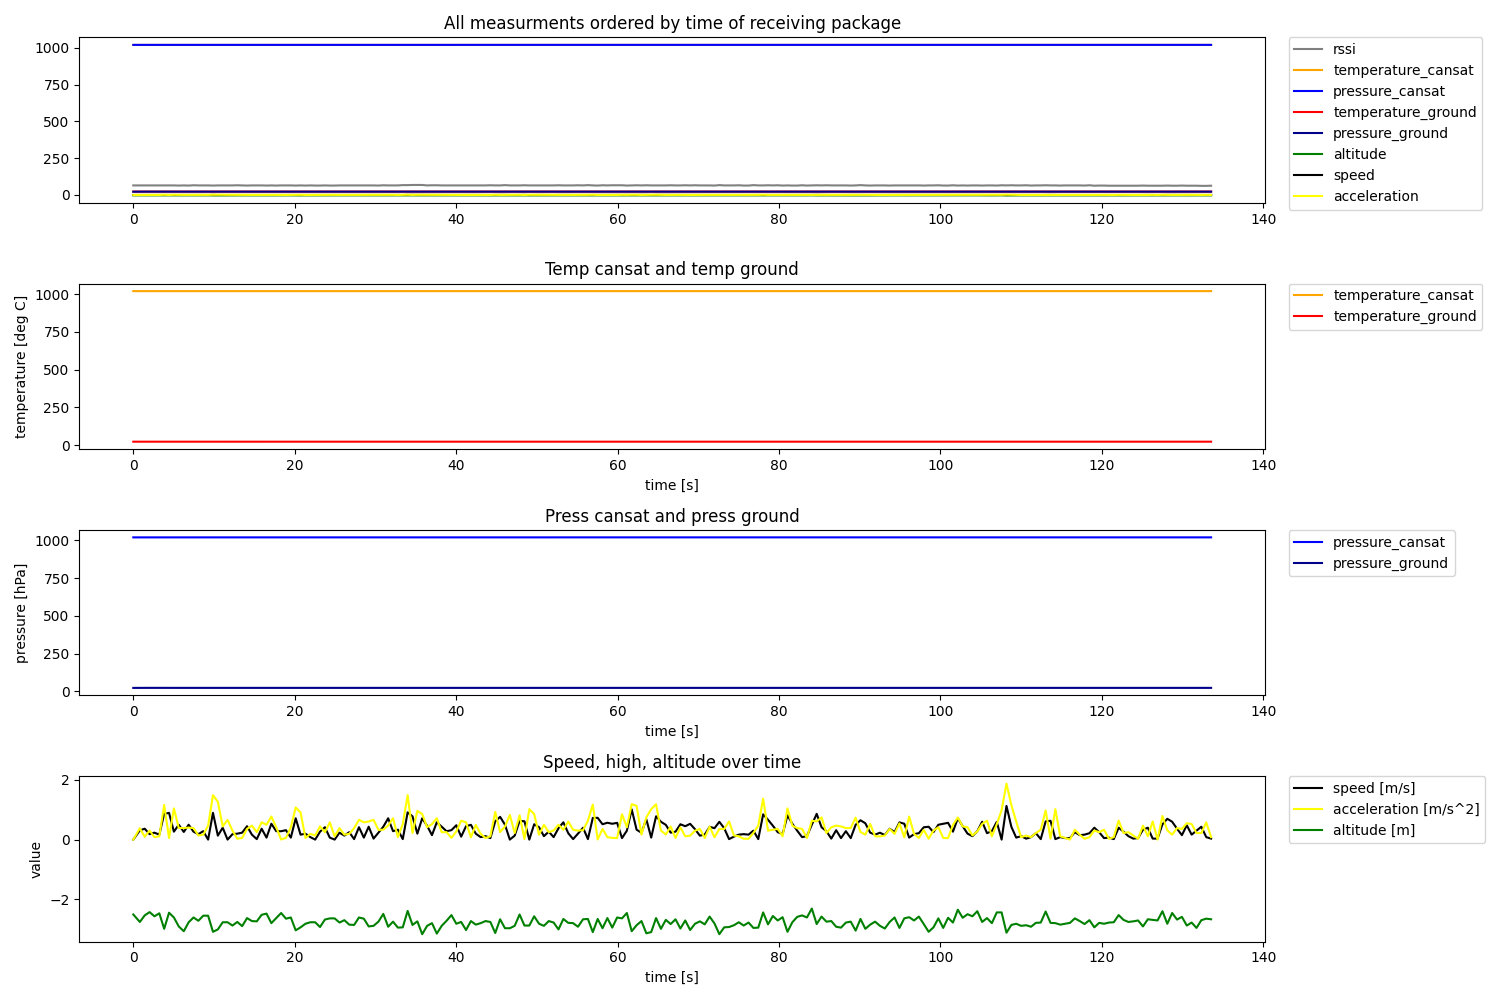 All measurments ordered by time of receiving package
1000
750
500
250
0
0 20 40 60 80 100 120 140
rssi
temperature_cansat
pressure_cansat
temperature_ground
pressure_ground
altitude
speed
acceleration
Temp cansat and temp ground
temperature [deg C]
1000
750
500
250
0
0 20 40 60 80 100 120 140
time [s]
temperature_cansat
temperature_ground
Press cansat and press ground
pressure [hPa]
1000
750
500
250
0
0 20 40 60 80 100 120 140
time [s]
pressure_cansat
pressure_ground
Speed, high, altitude over time
value
2
0
−2
0 20 40 60 80 100 120 140
time [s]
speed [m/s]
acceleration [m/s^2]
altitude [m]